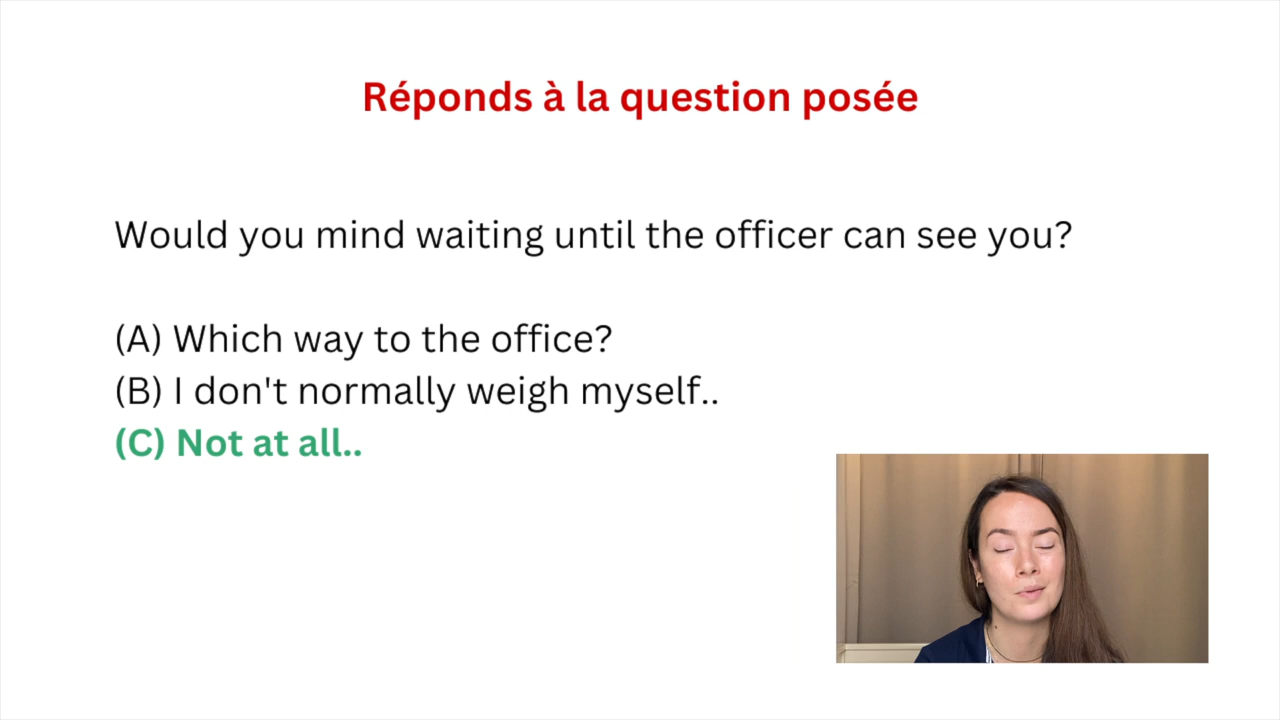 Réponds à la question posée
Would you mind waiting until the officer can see you?
(A) Which way to the office?
(B) I don't normally weigh myself..
(C) Not at all..